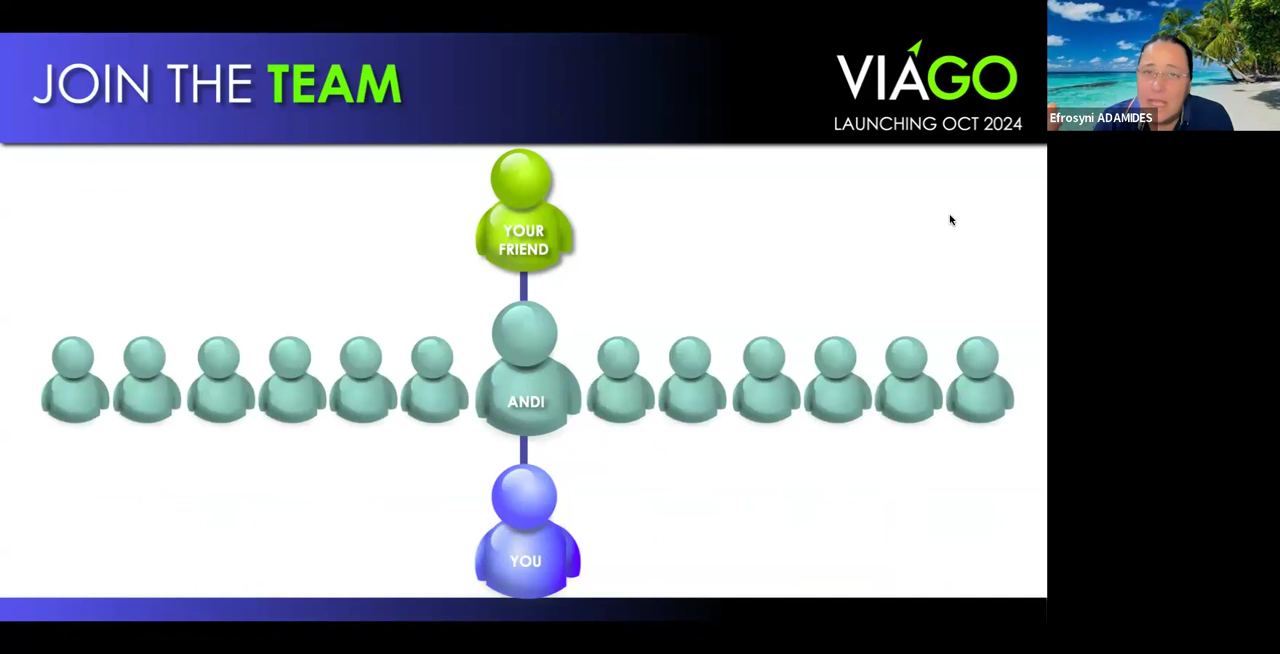 JOIN THE TEAM
VIAGO
LAUNCHING OCT 2024
Efrosyni ADAMIDES
YOUR
FRIEND
ANDI
YOU